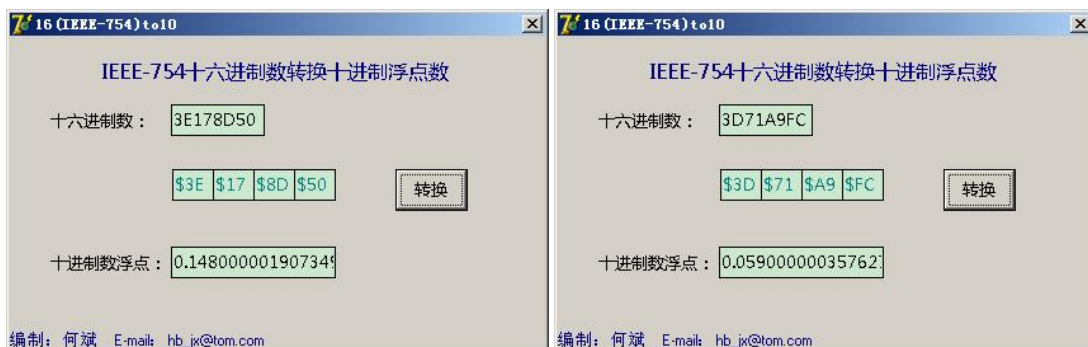 16(IEEE-754)to10
IEEE-754十六进制数转换十进制浮点数
十六进制数：
3E178D50
$3E $17 $8D $50
转换
十进制数浮点：
0.148000001907349
编制：何斌 E-mail: hb_jx@tom.com
16(IEEE-754)to10
IEEE-754十六进制数转换十进制浮点数
十六进制数：
3D71A9FC
$3D $71 $A9 $FC
转换
十进制数浮点：
0.05900000035762
编制：何斌 E-mail: hb_jx@tom.com